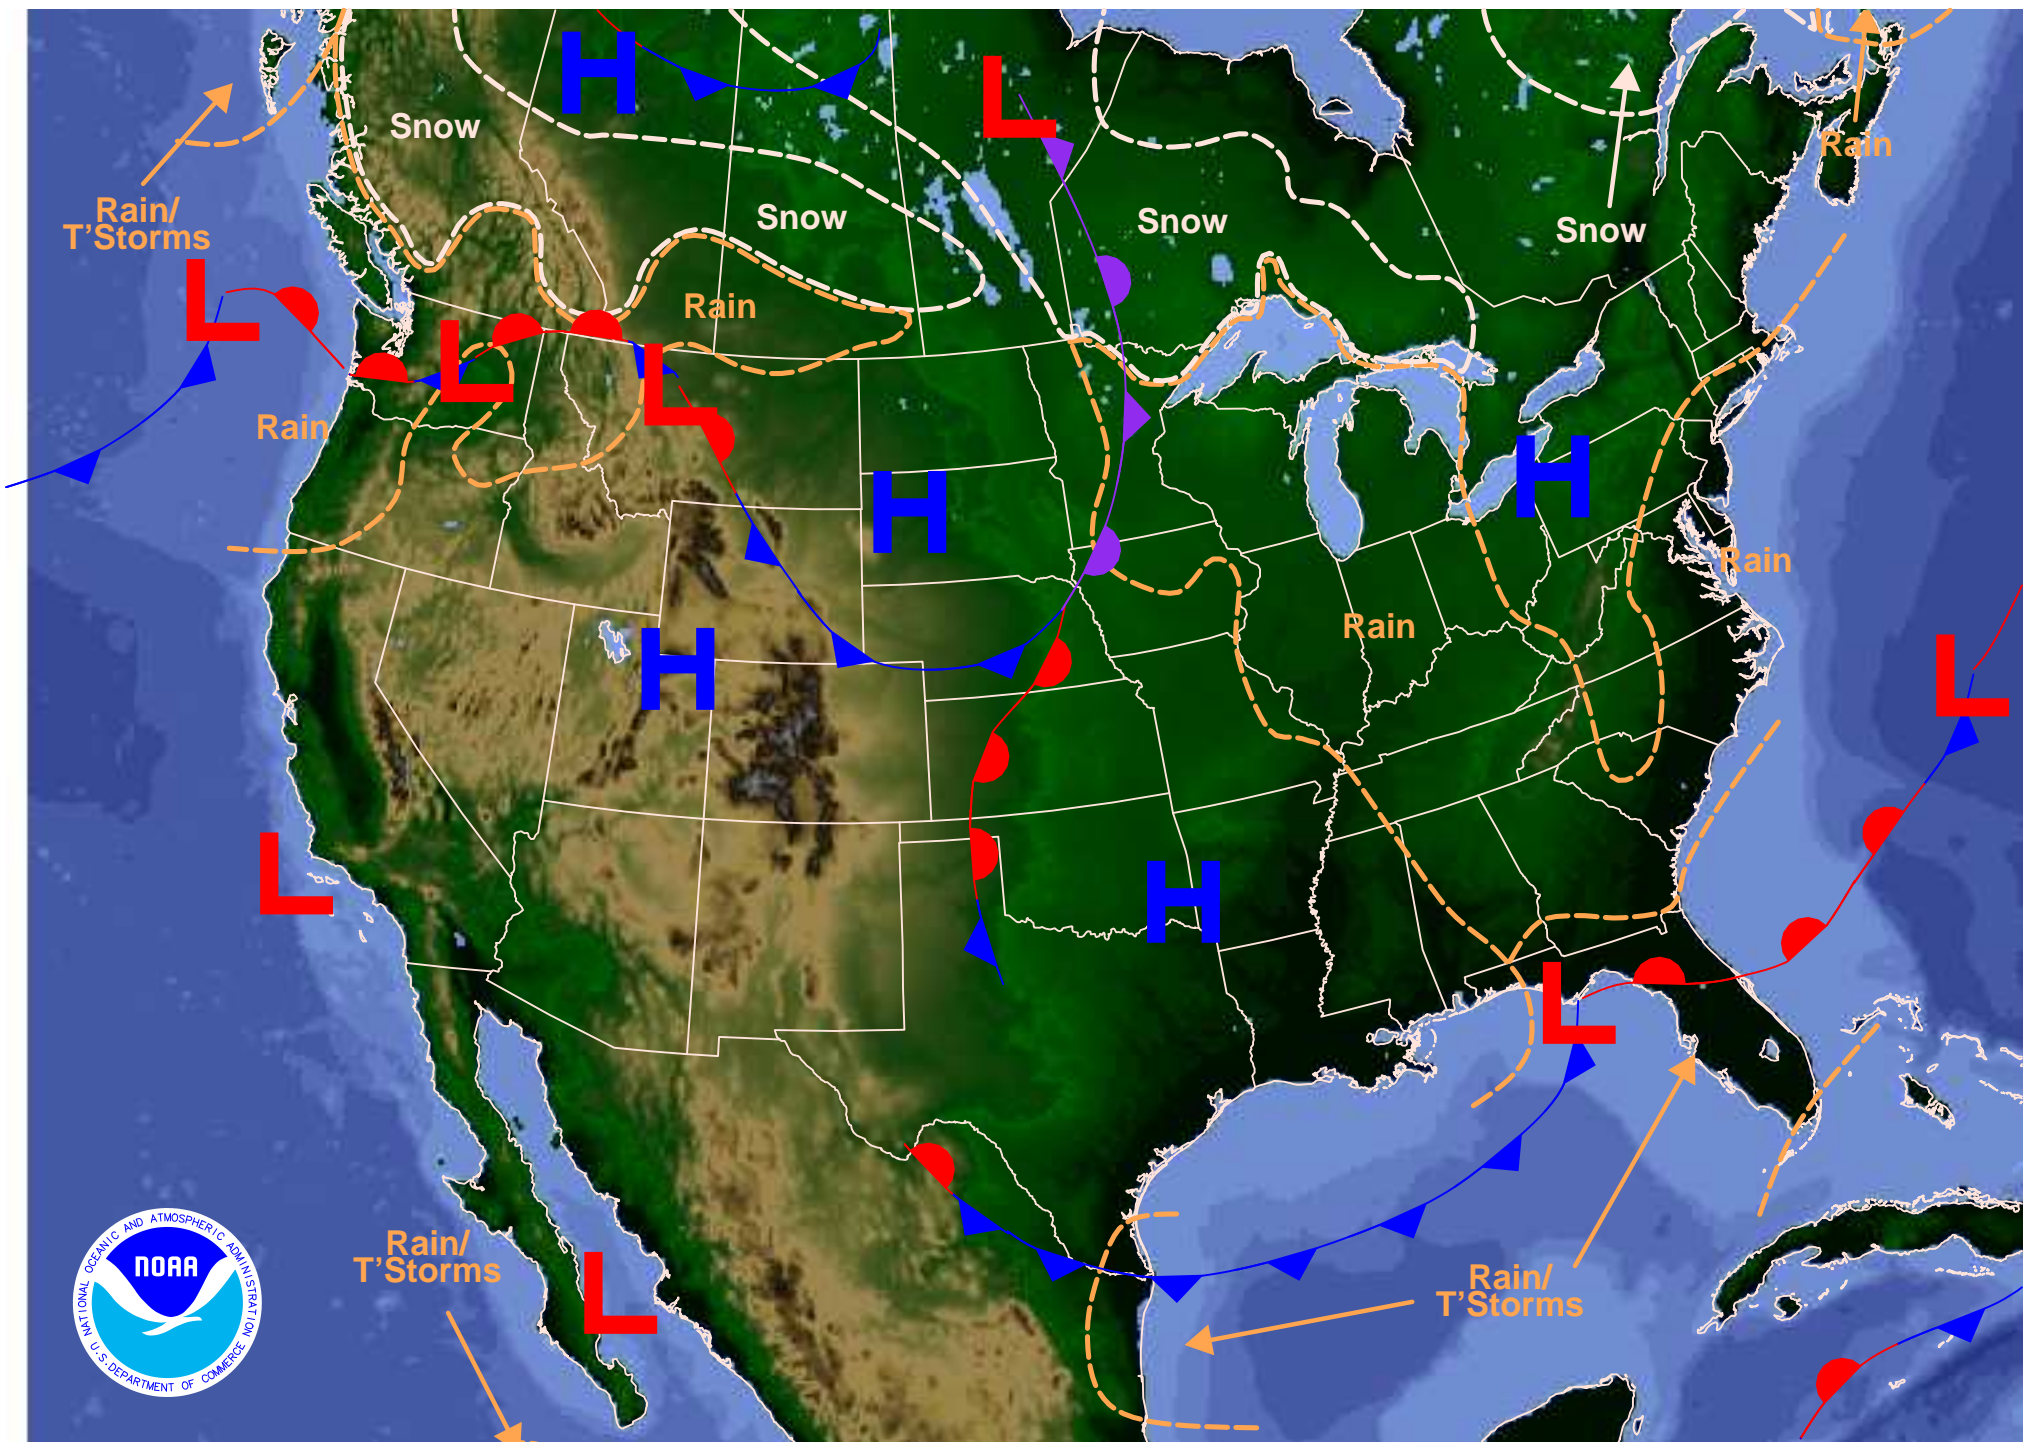 H
L
Snow
Rain
Rain/
T'Storms
Snow
Snow
Snow
L
Rain
L
L
Rain
H
H
Rain
Rain
H
L
L
H
L
Rain/
T'Storms
L
Rain/
T'Storms
NATIONAL OCEANIC AND ATMOSPHERIC ADMINISTRATION
NOAA
U.S. DEPARTMENT OF COMMERCE